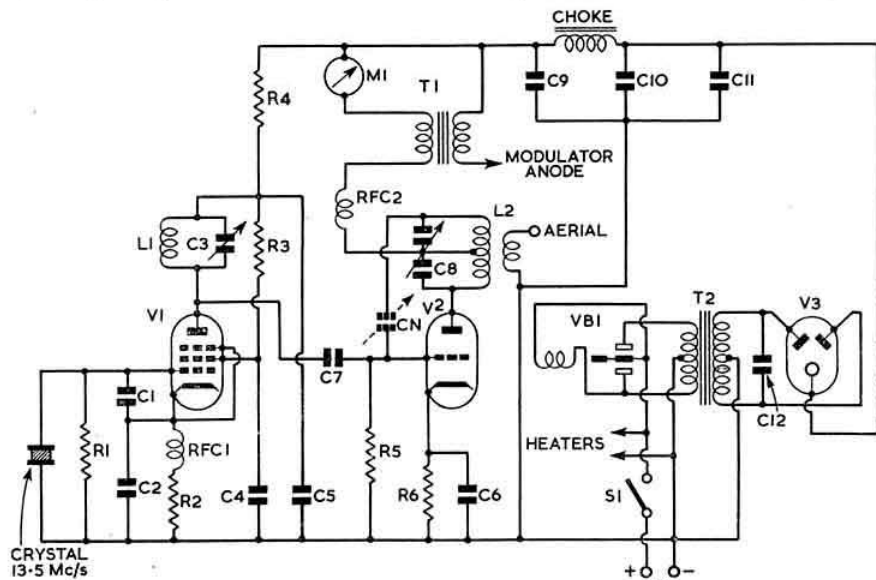 CHOKE
R4
M1
T1
C9
C10
C11
MODULATOR
ANODE
RFC2
L2
AERIAL
L1
C3
R3
C8
V1
V2
CN
VB1
T2
V3
C1
C7
R1
RFC1
C2
R2
C4
C5
R5
R6
C6
HEATERS
C12
S1
CRYSTAL
13·5 Mc/s
+
-